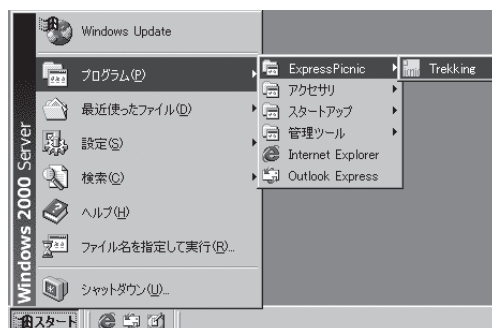 Windows Update
プログラム(P)
最近使ったファイル(D)
設定(S)
検索(C)
ヘルプ(H)
ファイル名を指定して実行(R)...
シャットダウン(U)...
Windows 2000 Server
ExpressPicnic
アクセサリ
スタートアップ
管理ツール
Internet Explorer
Outlook Express
Trekking
スタート